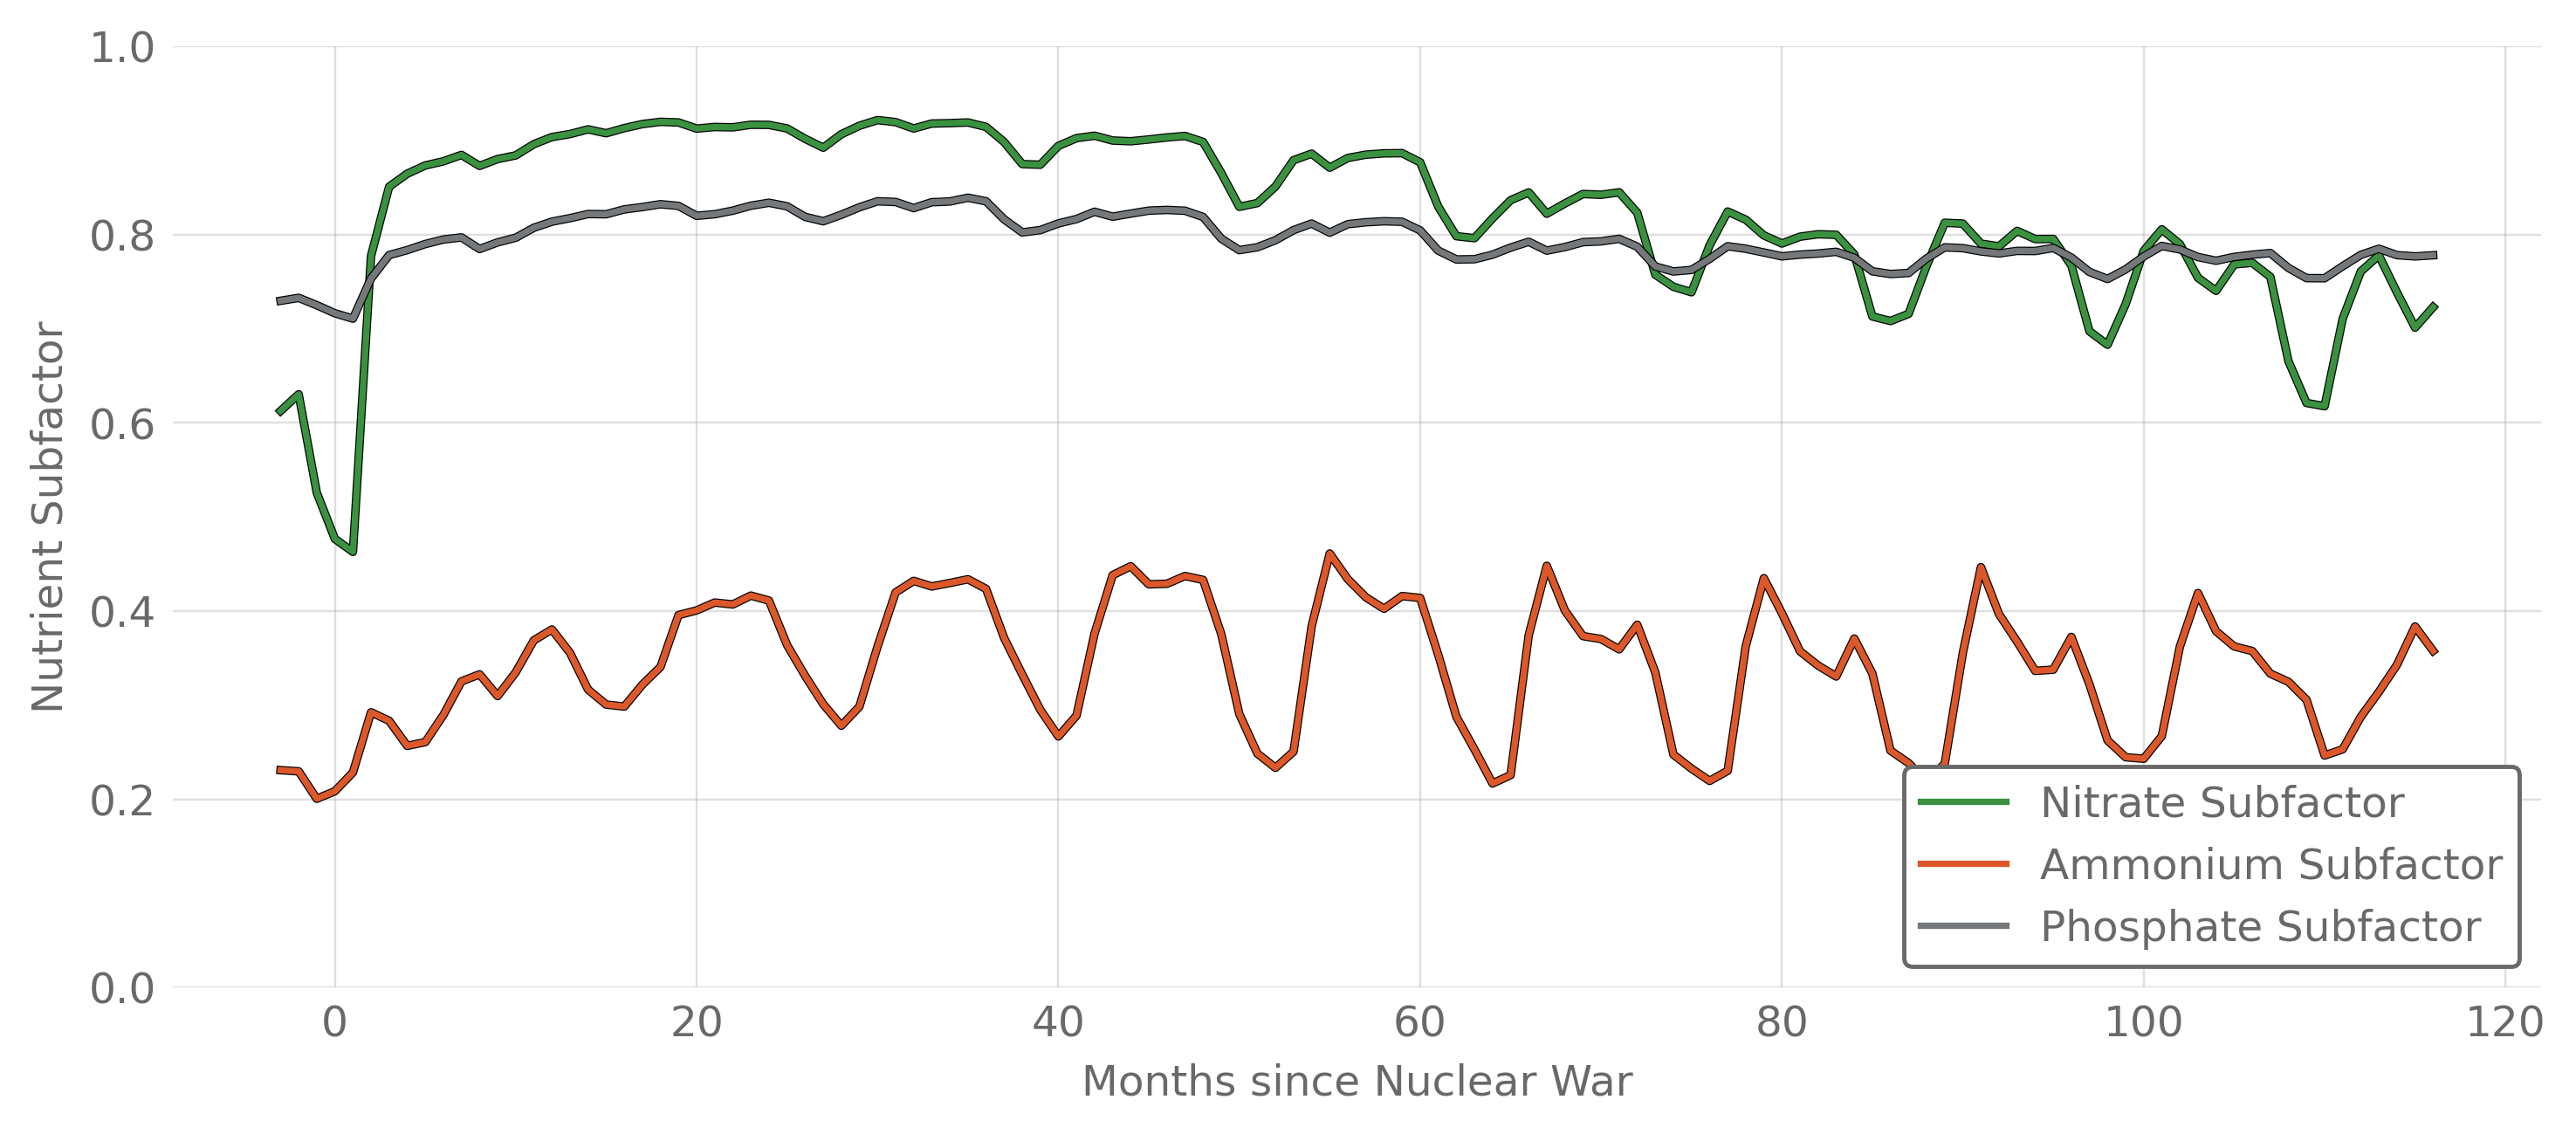 1.0
0.8
0.6
0.4
0.2
0.0
Nutrient Subfactor
Nitrate Subfactor
Ammonium Subfactor
Phosphate Subfactor
0 20 40 60 80 100 120
Months since Nuclear War